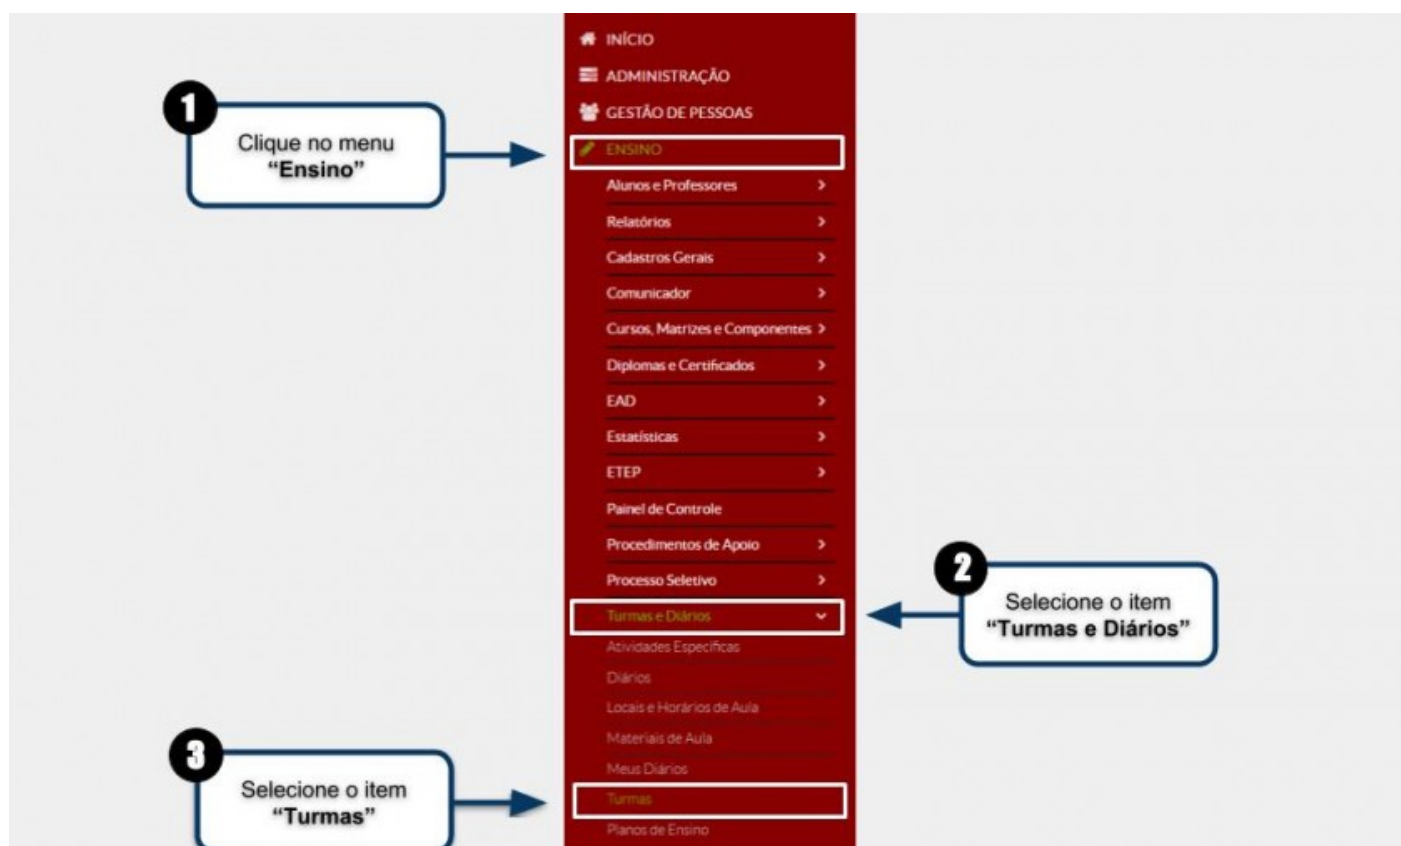 INÍCIO
ADMINISTRAÇÃO
GESTÃO DE PESSOAS
1
Clique no menu
“Ensino”
ENSINO
Alunos e Professores
Relatórios
Cadastros Gerais
Comunicador
Cursos, Matrizes e Componentes
Diplomas e Certificados
EAD
Estatísticas
ETEP
Painel de Controle
Procedimentos de Apoio
Processo Seletivo
2
Selecione o item
“Turmas e Diários”
Turmas e Diários
Atividades Específicas
Diários
Locais e Horários de Aula
Materiais de Aula
Meus Diários
3
Selecione o item
“Turmas”
Turmas
Planos de Ensino